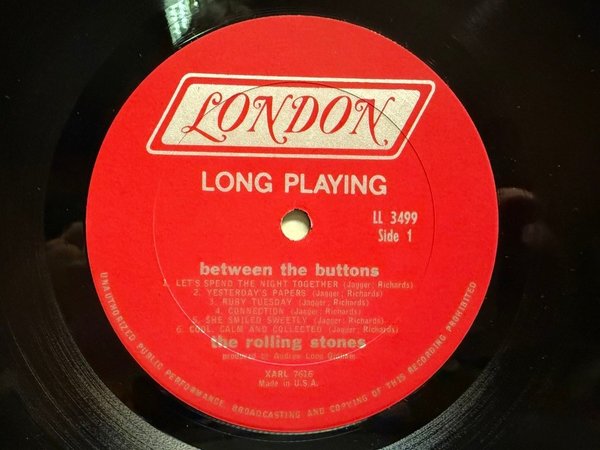 LONDON
LONG PLAYING
LL 3499
Side 1
between the buttons
1. LET'S SPEND THE NIGHT TOGETHER (Jagger; Richards)
2. YESTERDAY'S PAPERS (Jagger; Richards)
3. RUBY TUESDAY (Jagger; Richards)
4. CONNECTION (Jagger; Richards)
5. SHE SMILED SWEETLY (Jagger; Richards)
6. COOL, CALM AND COLLECTED (Jagger; Richards)
the rolling stones
produced by Andrew Loog Oldham
XARL 7616
Made in U.S.A.
UNAUTHORIZED PUBLIC PERFORMANCE, BROADCASTING AND COPYING OF THIS RECORDING PROHIBITED